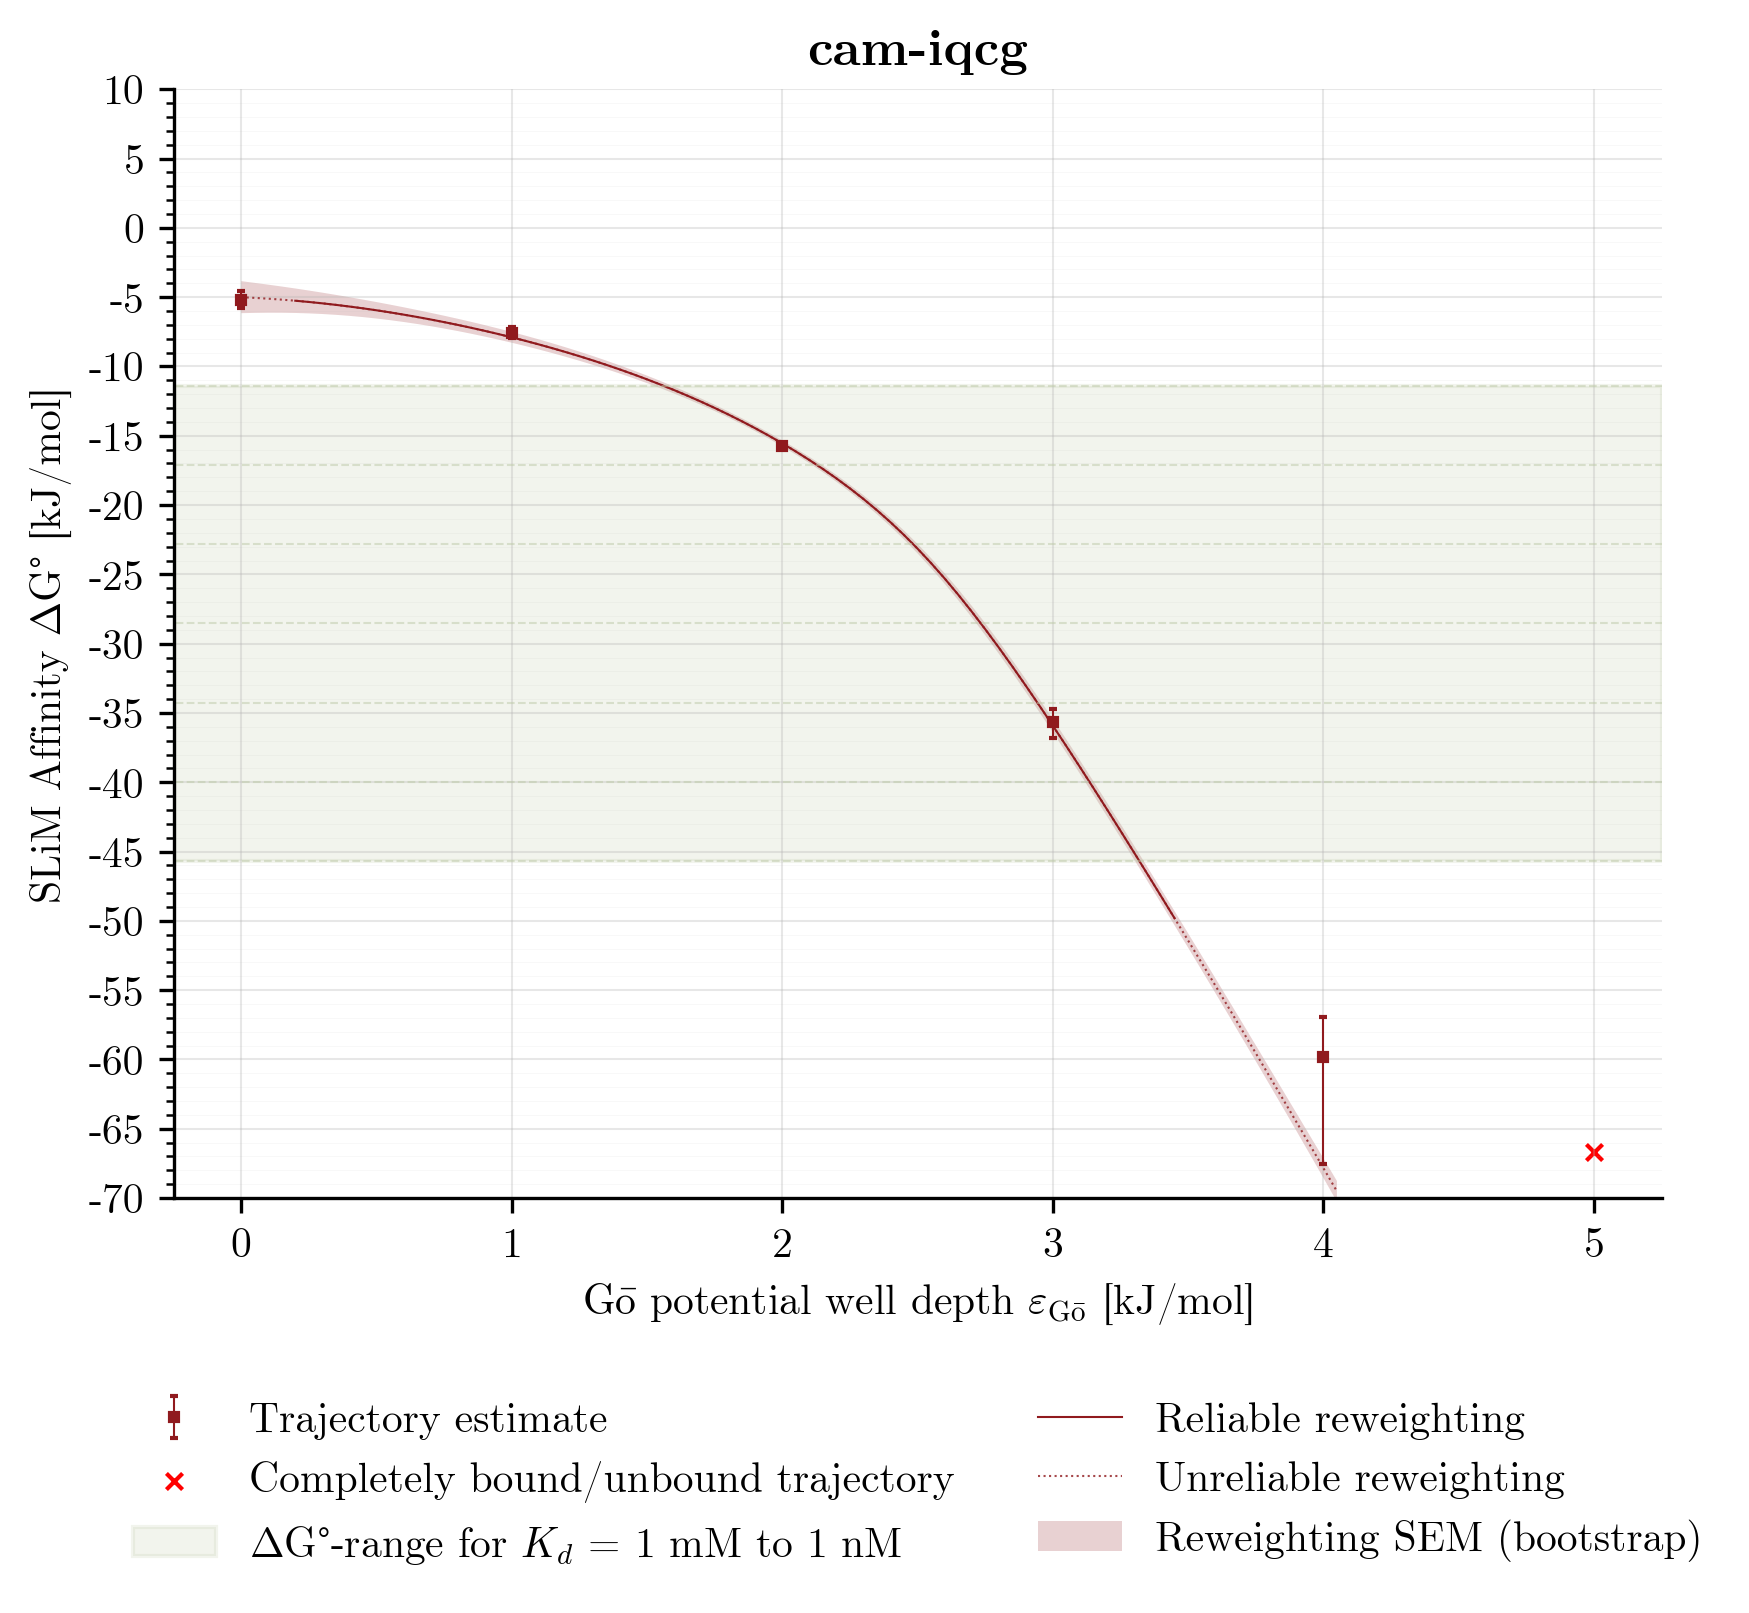 cam-iqcg
10
5
0
-5
-10
-15
-20
-25
-30
-35
-40
-45
-50
-55
-60
-65
-70
SLiM Affinity ΔG° [kJ/mol]
0 1 2 3 4 5
Gō potential well depth ε_Gō [kJ/mol]
Trajectory estimate
Completely bound/unbound trajectory
ΔG°-range for K_d = 1 mM to 1 nM
Reliable reweighting
Unreliable reweighting
Reweighting SEM (bootstrap)